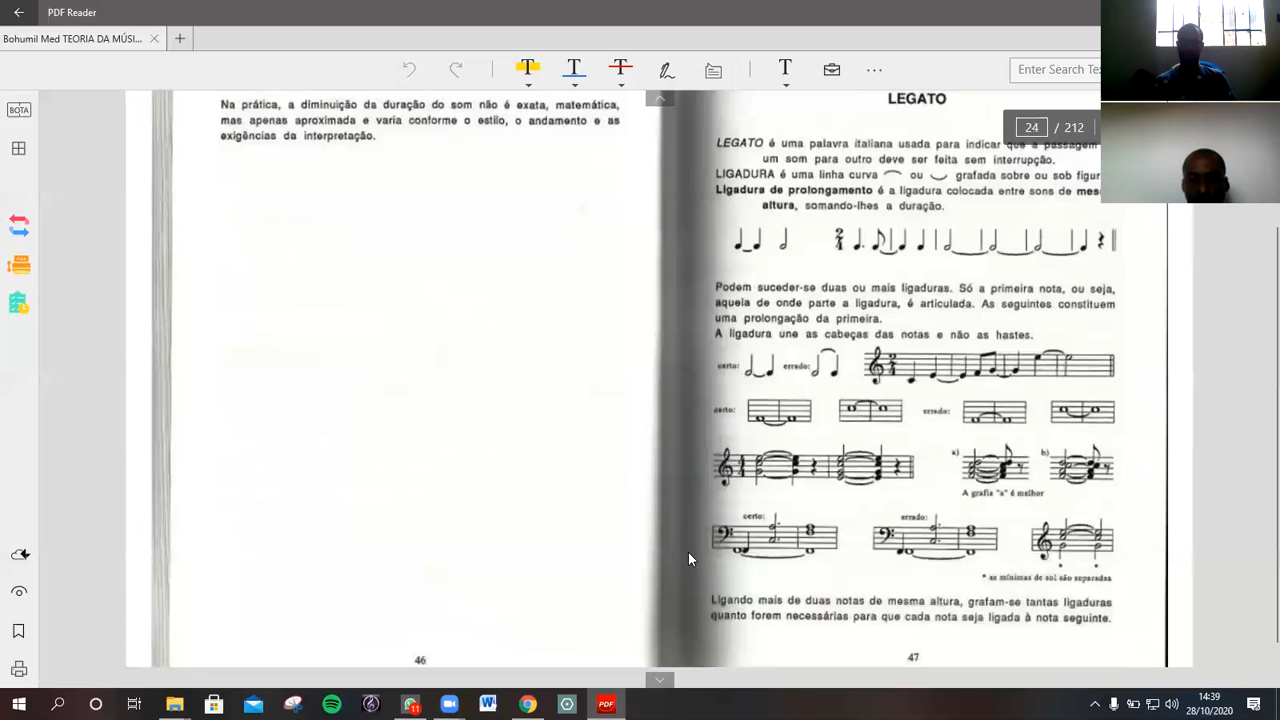 PDF Reader
Bohumil Med TEORIA DA MÚSI...
Enter Search Te
BOTA
24 / 212
Na prática, a diminuição da duração do som não é exata, matemática,
mas apenas aproximada e varia conforme o estilo, o andamento e as
exigências da interpretação.
46
LEGATO
LEGATO é uma palavra italiana usada para indicar que a passagem
um som para outro deve ser feita sem interrupção.
LIGADURA é uma linha curva ou grafada sobre ou sob figur
Ligadura de prolongamento é a ligadura colocada entre sons de mes
altura, somando-lhes a duração.
Podem suceder-se duas ou mais ligaduras. Só a primeira nota, ou seja,
aquela de onde parte a ligadura, é articulada. As seguintes constituem
uma prolongação da primeira.
A ligadura une as cabeças das notas e não as hastes.
certo: errado:
certo: errado:
a) b)
A grafia "a" é melhor
certo: errado:
* as mínimas de sol são separadas
Ligando mais de duas notas de mesma altura, grafam-se tantas ligaduras
quanto forem necessárias para que cada nota seja ligada à nota seguinte.
47
11
PDF
14:39
28/10/2020